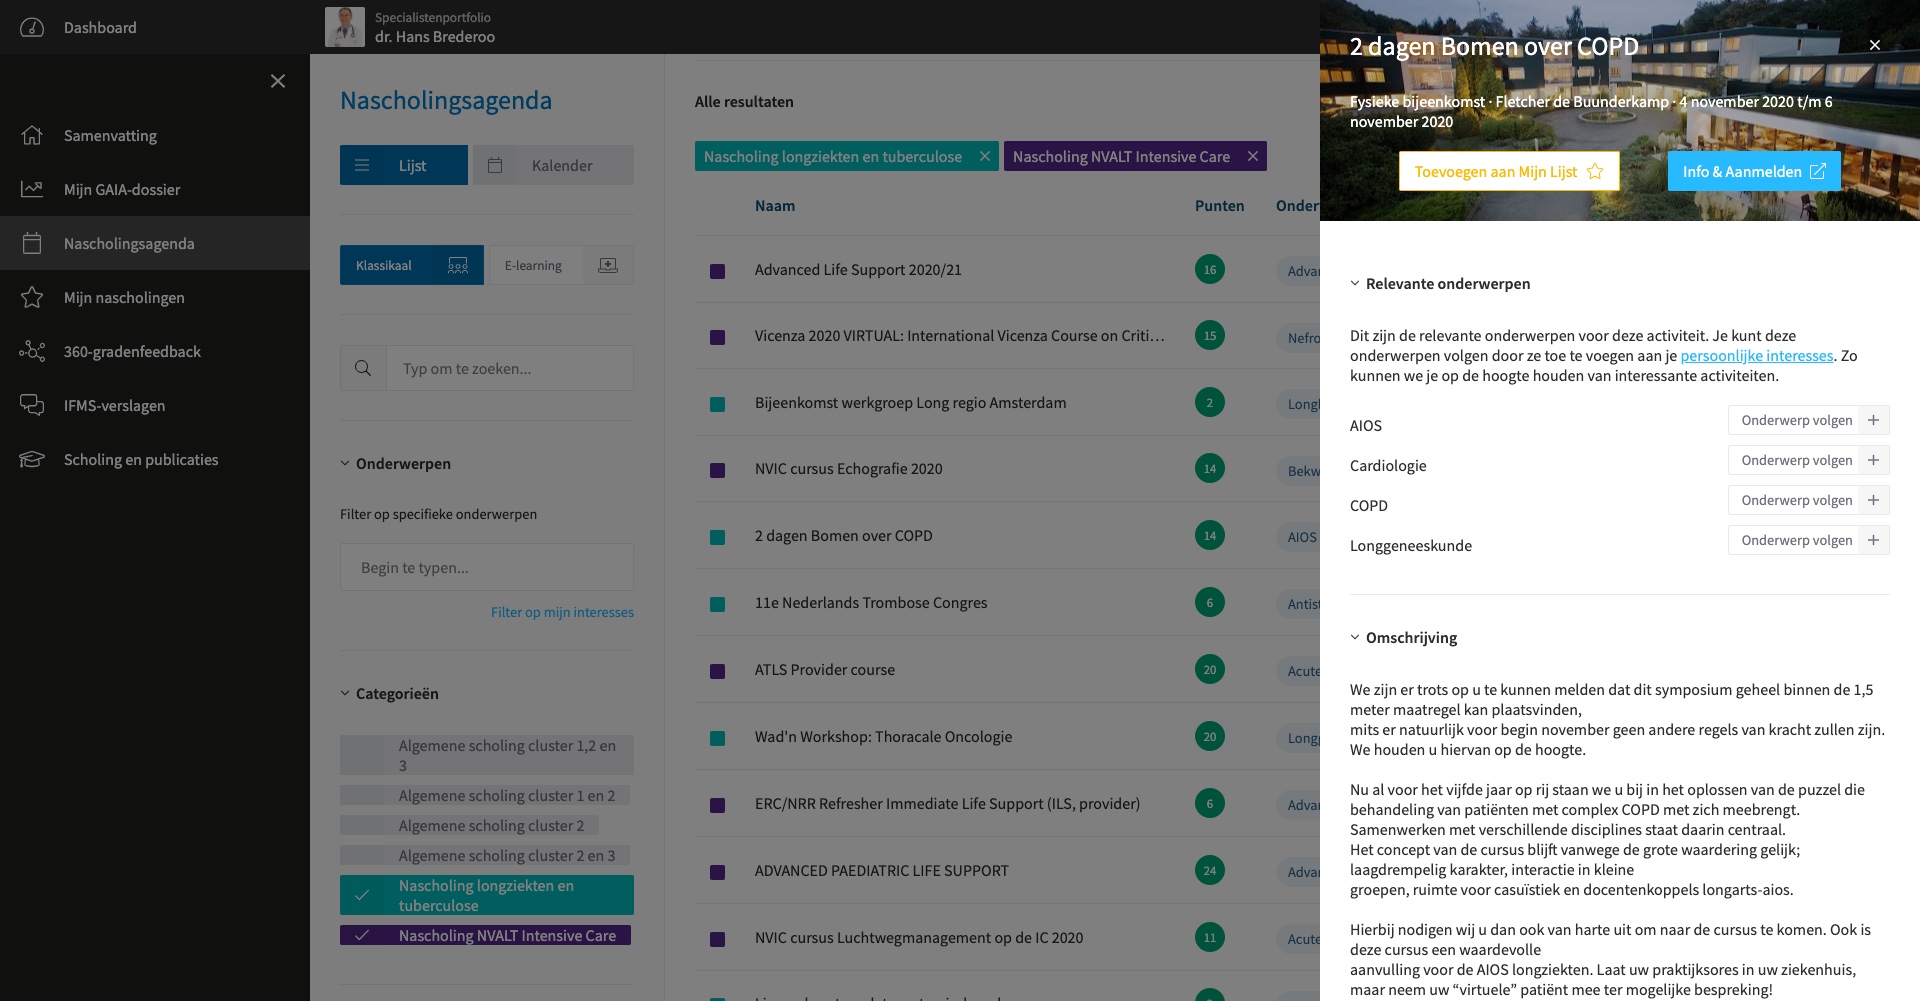 Dashboard
Samenvatting
Mijn GAIA-dossier
Nascholingsagenda
Mijn nascholingen
360-gradenfeedback
IFMS-verslagen
Scholing en publicaties
Specialistenportfolio
dr. Hans Brederoo
Nascholingsagenda
Lijst
Kalender
Klassikaal
E-learning
Typ om te zoeken...
Onderwerpen
Filter op specifieke onderwerpen
Begin te typen...
Filter op mijn interesses
Categorieën
Algemene scholing cluster 1,2 en
3
Algemene scholing cluster 1 en 2
Algemene scholing cluster 2
Algemene scholing cluster 2 en 3
Nascholing longziekten en
tuberculose
Nascholing NVALT Intensive Care
Alle resultaten
Nascholing longziekten en tuberculose
Nascholing NVALT Intensive Care
Naam Punten Onder
Advanced Life Support 2020/21 16 Advar
Vicenza 2020 VIRTUAL: International Vicenza Course on Criti... 15 Nefro
Bijeenkomst werkgroep Long regio Amsterdam 2 Long
NVIC cursus Echografie 2020 14 Bekw
2 dagen Bomen over COPD 14 AIOS
11e Nederlands Trombose Congres 6 Antist
ATLS Provider course 20 Acute
Wad'n Workshop: Thoracale Oncologie 20 Long
ERC/NRR Refresher Immediate Life Support (ILS, provider) 6 Advar
ADVANCED PAEDIATRIC LIFE SUPPORT 24 Advar
NVIC cursus Luchtwegmanagement op de IC 2020 11 Acute
2 dagen Bomen over COPD
Fysieke bijeenkomst · Fletcher de Buunderkamp · 4 november 2020 t/m 6
november 2020
Toevoegen aan Mijn Lijst
Info & Aanmelden
Relevante onderwerpen
Dit zijn de relevante onderwerpen voor deze activiteit. Je kunt deze
onderwerpen volgen door ze toe te voegen aan je persoonlijke interesses. Zo
kunnen we je op de hoogte houden van interessante activiteiten.
AIOS Onderwerp volgen +
Cardiologie Onderwerp volgen +
COPD Onderwerp volgen +
Longgeneeskunde Onderwerp volgen +
Omschrijving
We zijn er trots op u te kunnen melden dat dit symposium geheel binnen de 1,5
meter maatregel kan plaatsvinden,
mits er natuurlijk voor begin november geen andere regels van kracht zullen zijn.
We houden u hiervan op de hoogte.
Nu al voor het vijfde jaar op rij staan we u bij in het oplossen van de puzzel die
behandeling van patiënten met complex COPD met zich meebrengt.
Samenwerken met verschillende disciplines staat daarin centraal.
Het concept van de cursus blijft vanwege de grote waardering gelijk;
laagdrempelig karakter, interactie in kleine
groepen, ruimte voor casuïstiek en docentenkoppels longarts-aios.
Hierbij nodigen wij u dan ook van harte uit om naar de cursus te komen. Ook is
deze cursus een waardevolle
aanvulling voor de AIOS longziekten. Laat uw praktijksores in uw ziekenhuis,
maar neem uw “virtuele” patiënt mee ter mogelijke bespreking!